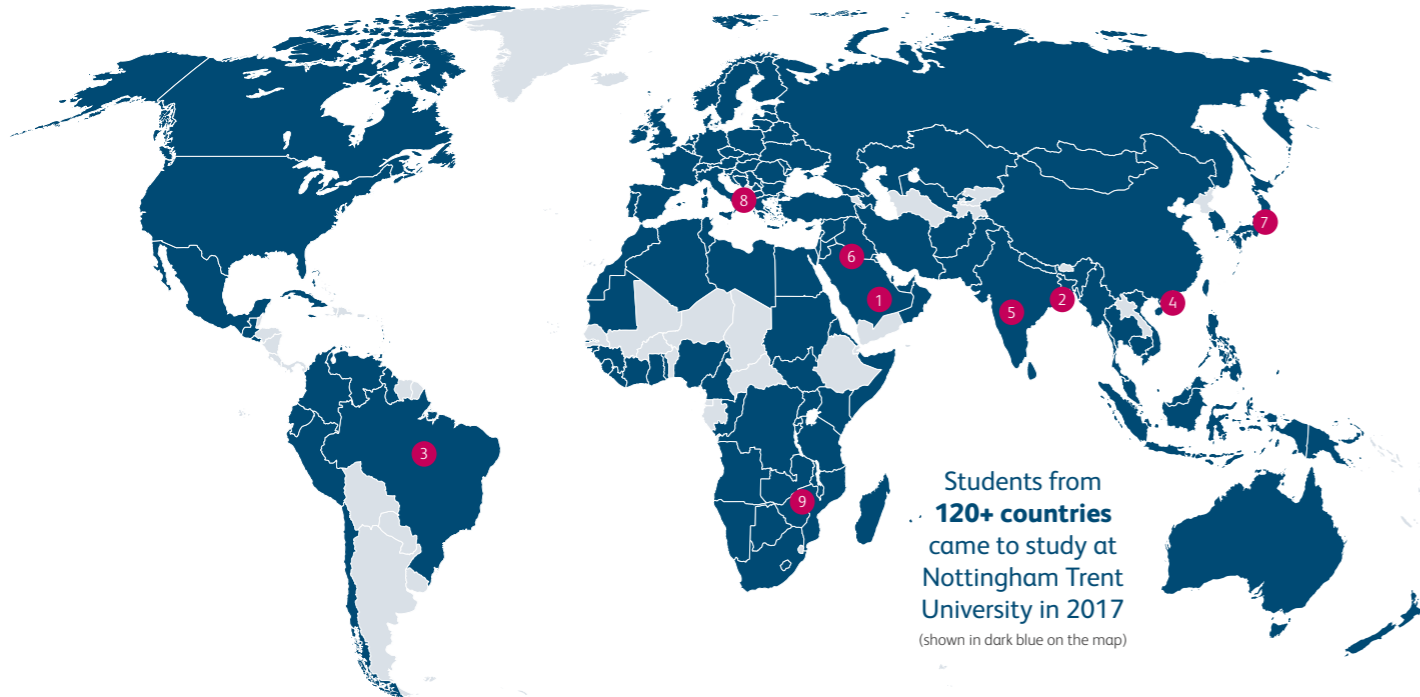 8
7
6
1
2
4
5
3
9
Students from
120+ countries
came to study at
Nottingham Trent
University in 2017
(shown in dark blue on the map)